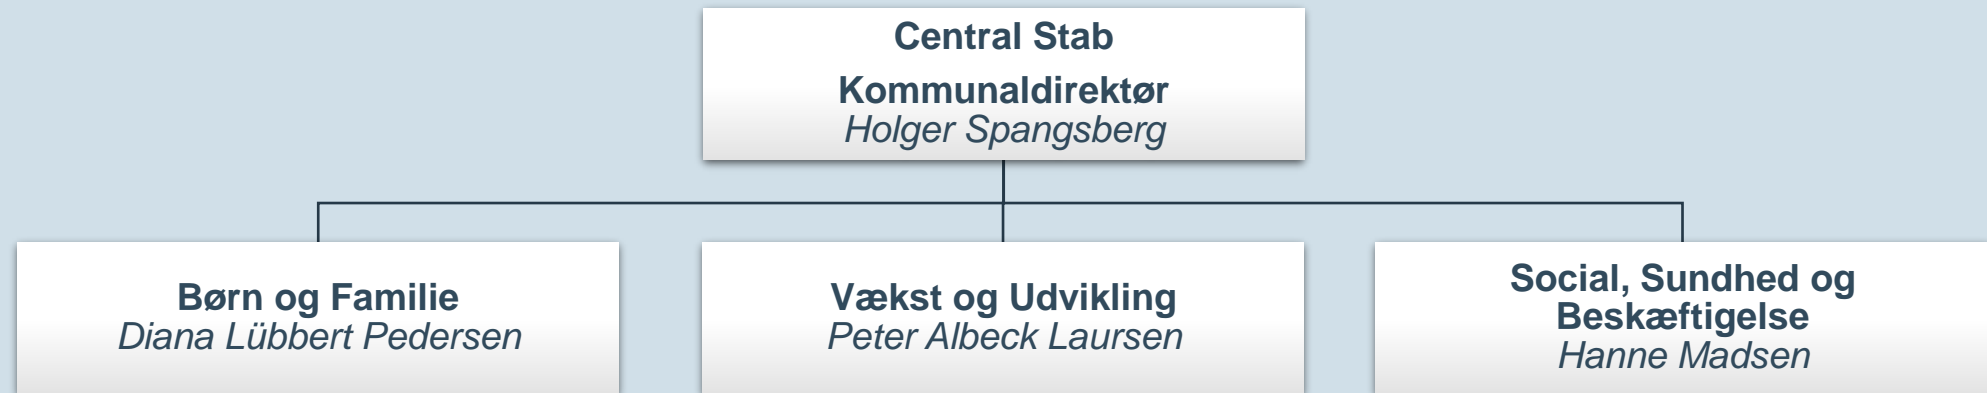 Central Stab
Kommunaldirektør
Holger Spangsberg
Børn og Familie
Diana Lübbert Pedersen
Vækst og Udvikling
Peter Albeck Laursen
Social, Sundhed og
Beskæftigelse
Hanne Madsen